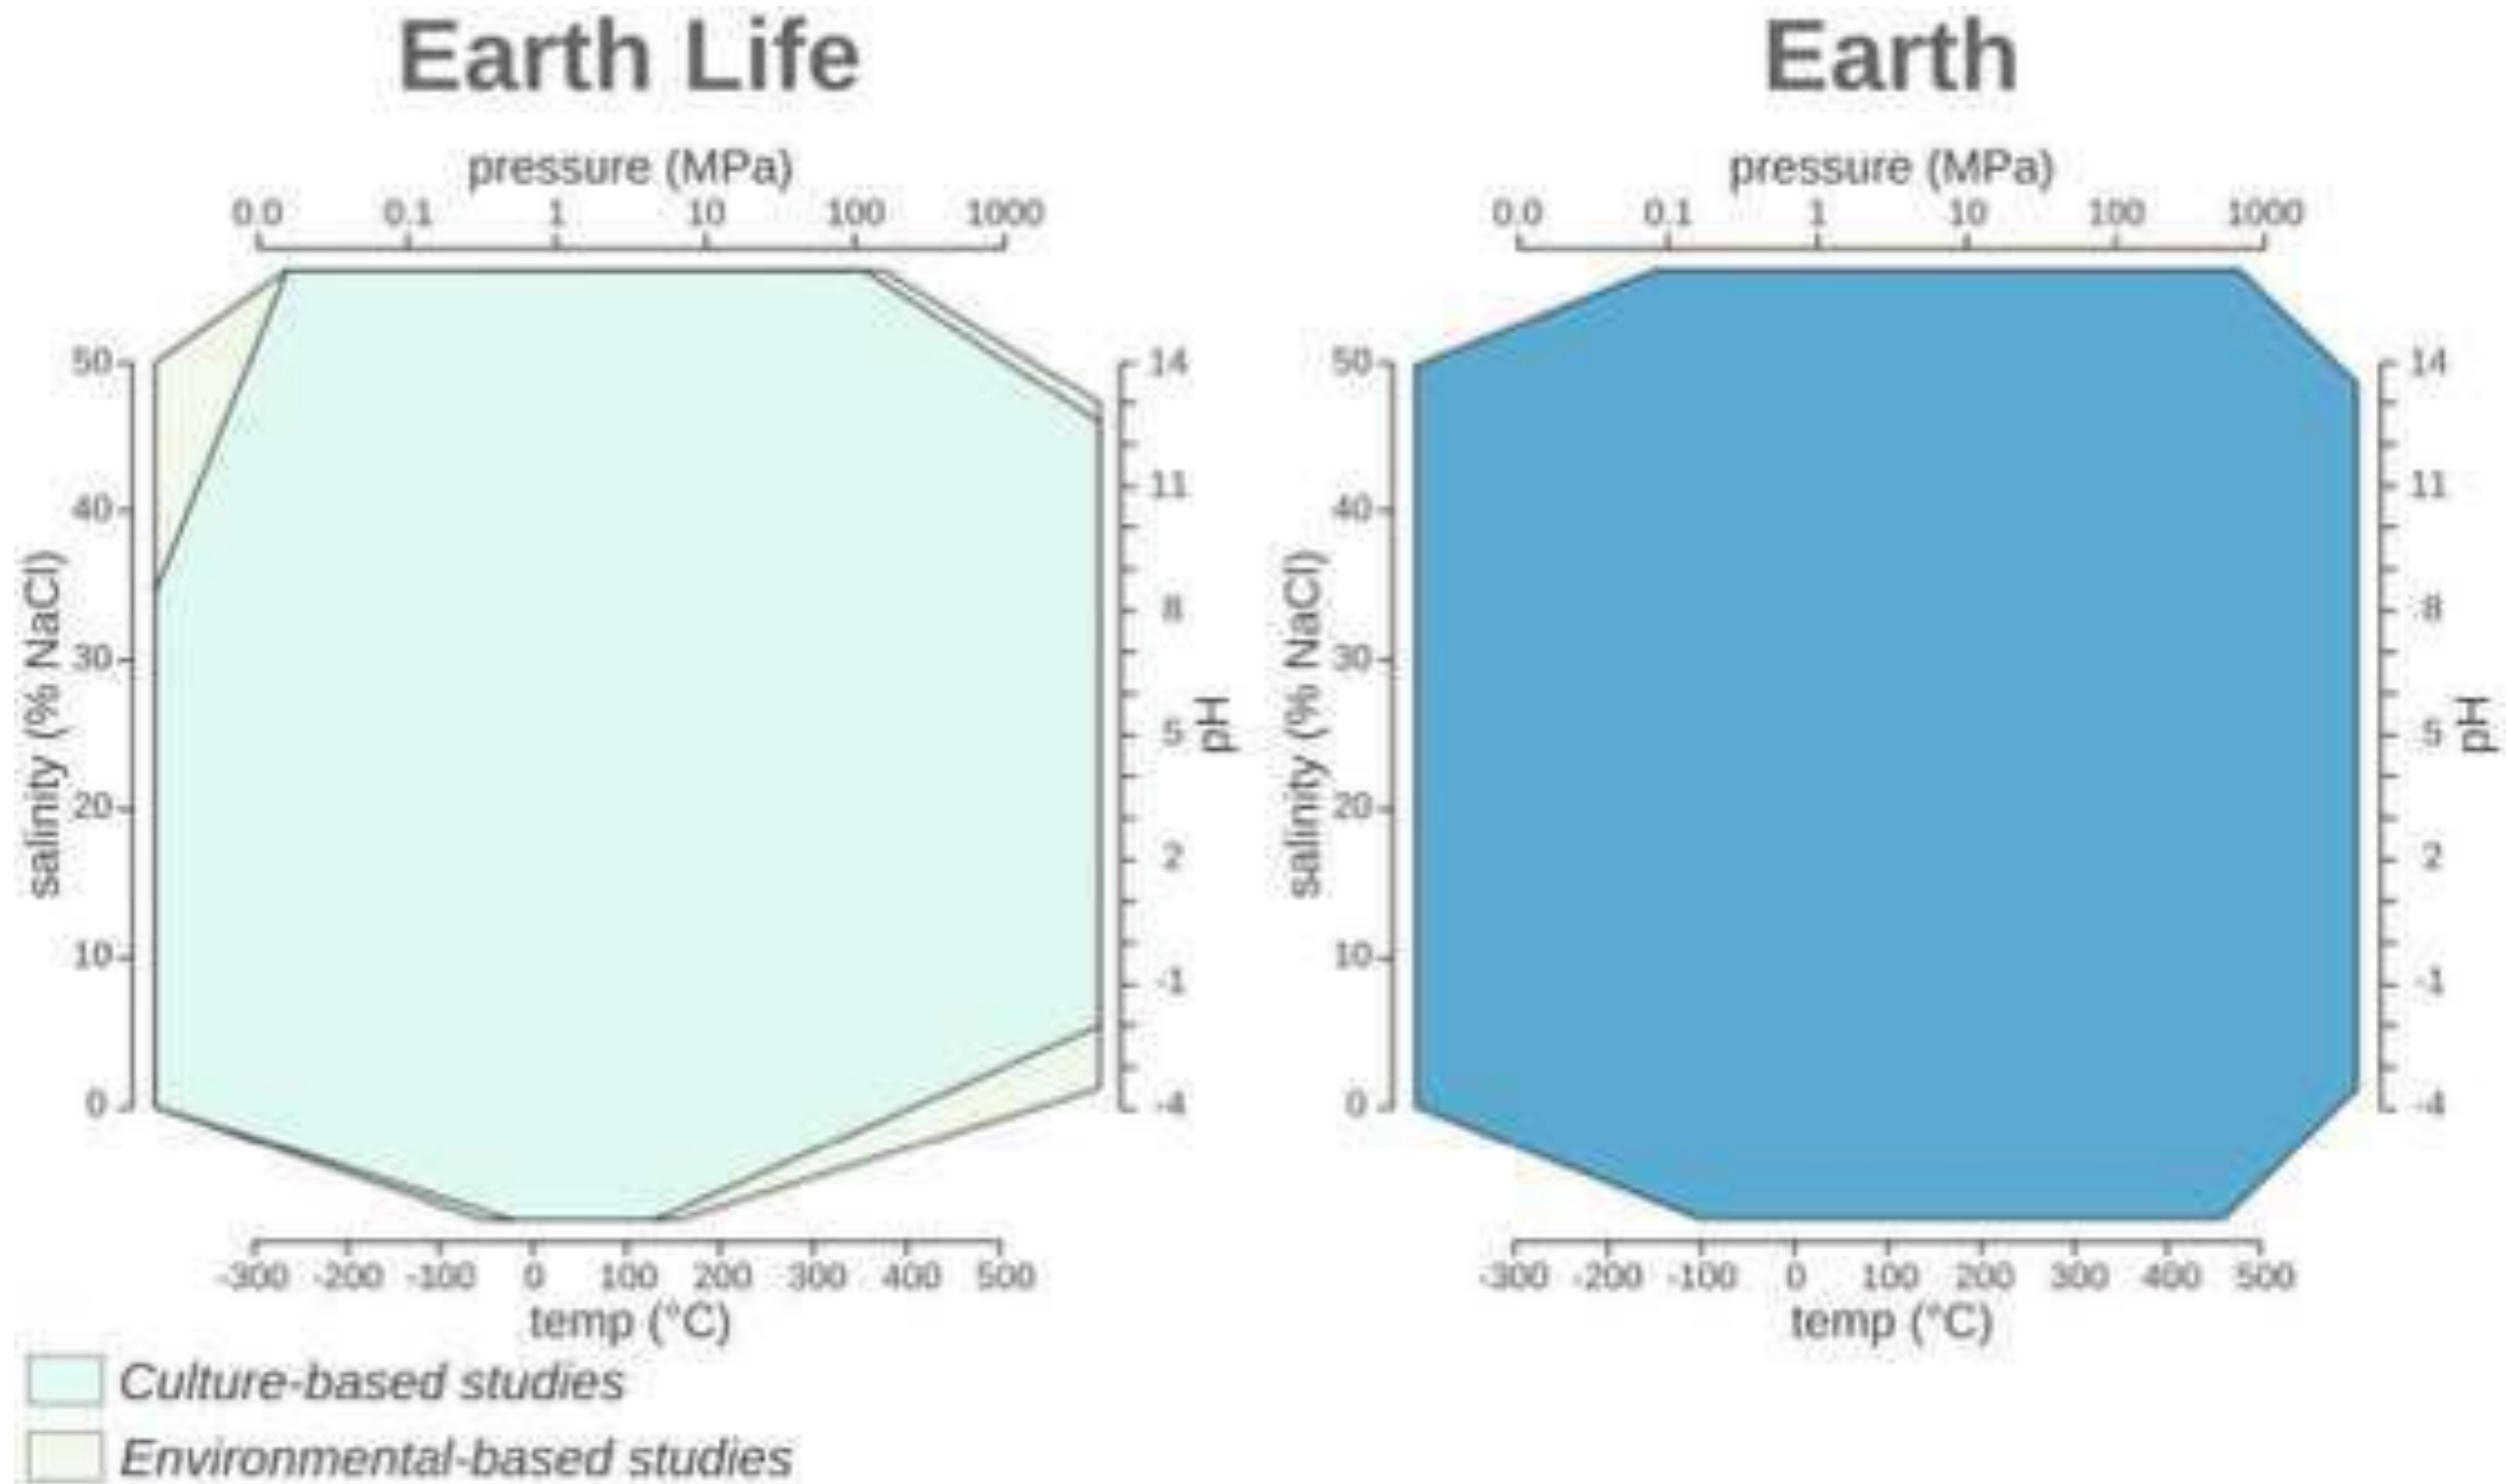 Earth Life
pressure (MPa)
0.0 0.1 1 10 100 1000
50
40
30
20
10
0
salinity (% NaCl)
14
11
8
5
2
-1
-4
pH
-300 -200 -100 0 100 200 300 400 500
temp (°C)
Culture-based studies
Environmental-based studies
Earth
pressure (MPa)
0.0 0.1 1 10 100 1000
50
40
30
20
10
0
salinity (% NaCl)
14
11
8
5
2
-1
-4
pH
-300 -200 -100 0 100 200 300 400 500
temp (°C)